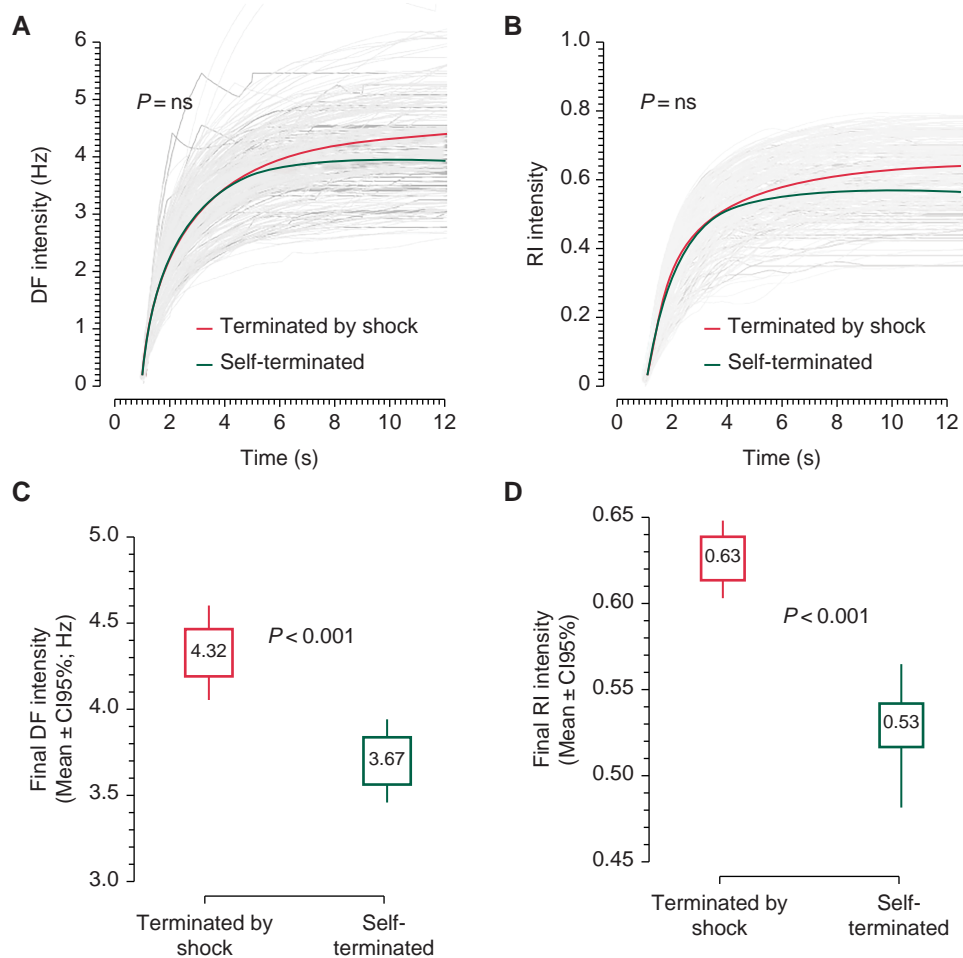 A
6
5
4
3
2
1
0
DF intensity (Hz)
P = ns
Terminated by shock
Self-terminated
0 2 4 6 8 10 12
Time (s)
B
1.0
0.8
0.6
0.4
0.2
0
RI intensity
P = ns
Terminated by shock
Self-terminated
0 2 4 6 8 10 12
Time (s)
C
5.0
4.5
4.0
3.5
3.0
Final DF intensity
(Mean ± CI95%; Hz)
4.32
P < 0.001
3.67
Terminated by
shock
Self-
terminated
D
0.65
0.60
0.55
0.50
0.45
Final RI intensity
(Mean ± CI95%)
0.63
P < 0.001
0.53
Terminated by
shock
Self-
terminated